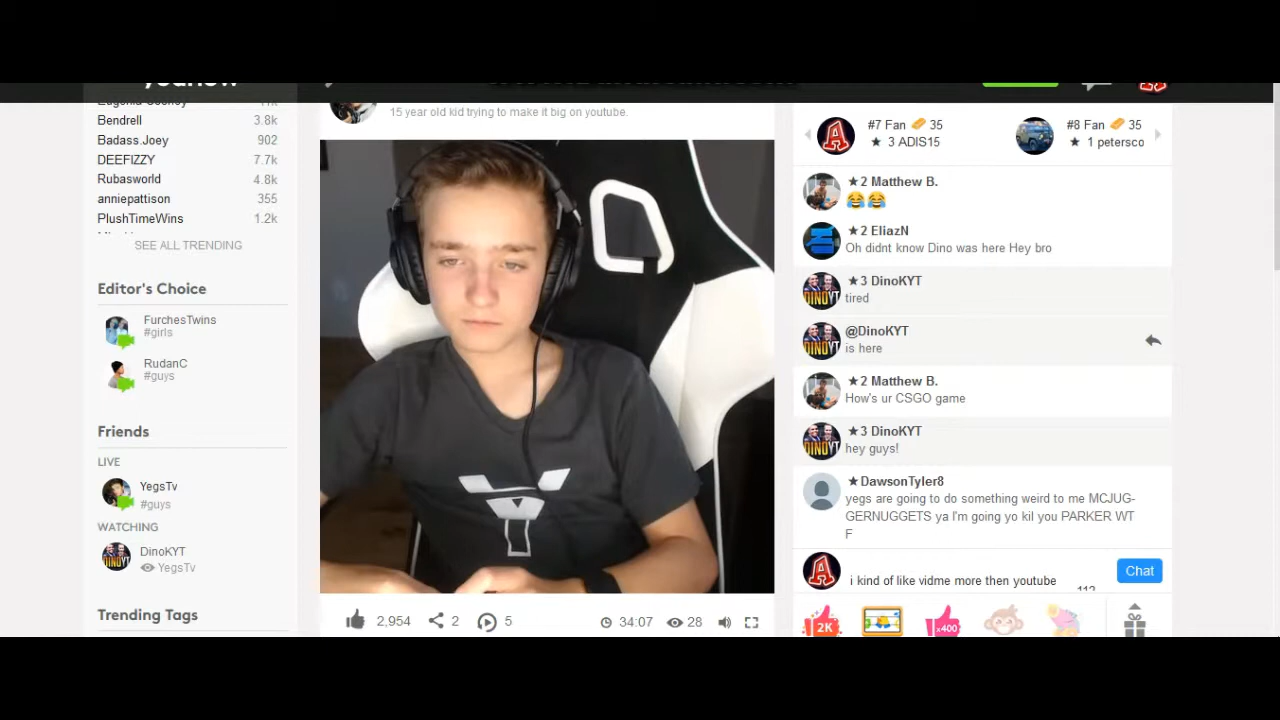 Bendrell 3.8k
Badass.Joey 902
DEEFIZZY 7.7k
Rubasworld 4.8k
anniepattison 355
PlushTimeWins 1.2k
SEE ALL TRENDING
Editor's Choice
FurchesTwins
#girls
RudanC
#guys
Friends
LIVE
YegsTv
#guys
WATCHING
DinoKYT
YegsTv
Trending Tags
15 year old kid trying to make it big on youtube.
2,954 2 5 34:07 28
#7 Fan 35
★ 3 ADIS15
#8 Fan 35
★ 1 petersco
★2 Matthew B.
😂😂
★2 EliazN
Oh didnt know Dino was here Hey bro
★3 DinoKYT
tired
@DinoKYT
is here
★2 Matthew B.
How's ur CSGO game
★3 DinoKYT
hey guys!
★DawsonTyler8
yegs are going to do something weird to me MCJUG-
GERNUGGETS ya I'm going yo kil you PARKER WT
F
i kind of like vidme more then youtube
Chat
2K
x400